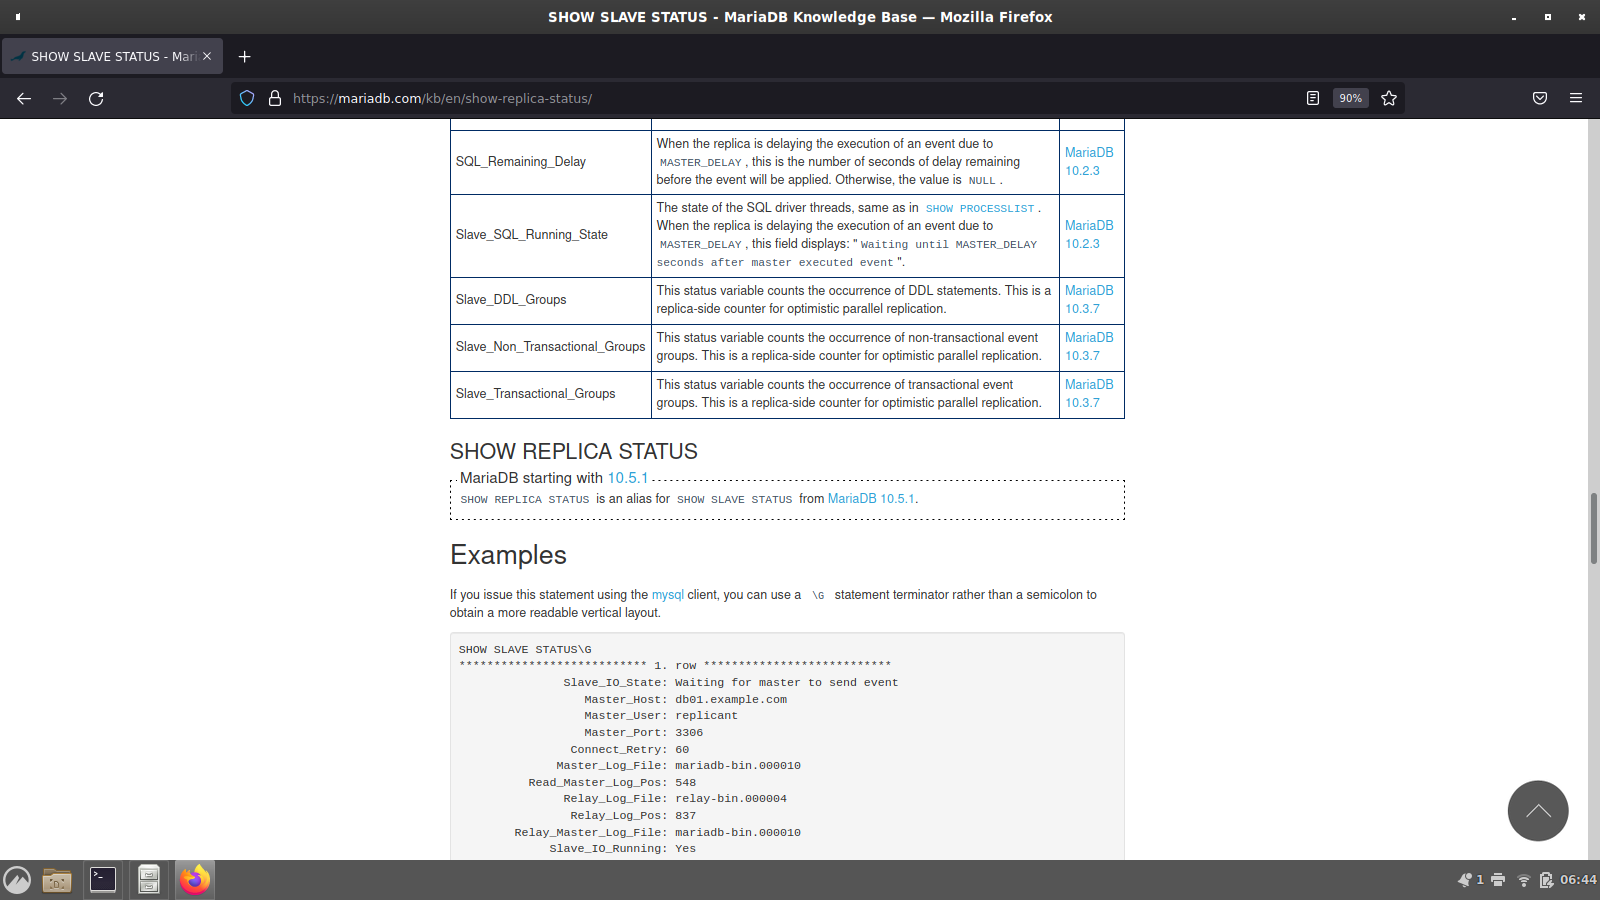 SHOW SLAVE STATUS - MariaDB Knowledge Base — Mozilla Firefox
SHOW SLAVE STATUS - Mari
https://mariadb.com/kb/en/show-replica-status/
90%
SQL_Remaining_Delay
When the replica is delaying the execution of an event due to
MASTER_DELAY, this is the number of seconds of delay remaining
before the event will be applied. Otherwise, the value is NULL.
MariaDB
10.2.3
Slave_SQL_Running_State
The state of the SQL driver threads, same as in SHOW PROCESSLIST.
When the replica is delaying the execution of an event due to
MASTER_DELAY, this field displays: "Waiting until MASTER_DELAY
seconds after master executed event".
MariaDB
10.2.3
Slave_DDL_Groups
This status variable counts the occurrence of DDL statements. This is a
replica-side counter for optimistic parallel replication.
MariaDB
10.3.7
Slave_Non_Transactional_Groups
This status variable counts the occurrence of non-transactional event
groups. This is a replica-side counter for optimistic parallel replication.
MariaDB
10.3.7
Slave_Transactional_Groups
This status variable counts the occurrence of transactional event
groups. This is a replica-side counter for optimistic parallel replication.
MariaDB
10.3.7
SHOW REPLICA STATUS
MariaDB starting with 10.5.1
SHOW REPLICA STATUS is an alias for SHOW SLAVE STATUS from MariaDB 10.5.1.
Examples
If you issue this statement using the mysql client, you can use a \G statement terminator rather than a semicolon to
obtain a more readable vertical layout.
SHOW SLAVE STATUS\G
*************************** 1. row ***************************
Slave_IO_State: Waiting for master to send event
Master_Host: db01.example.com
Master_User: replicant
Master_Port: 3306
Connect_Retry: 60
Master_Log_File: mariadb-bin.000010
Read_Master_Log_Pos: 548
Relay_Log_File: relay-bin.000004
Relay_Log_Pos: 837
Relay_Master_Log_File: mariadb-bin.000010
Slave_IO_Running: Yes
1
06:44